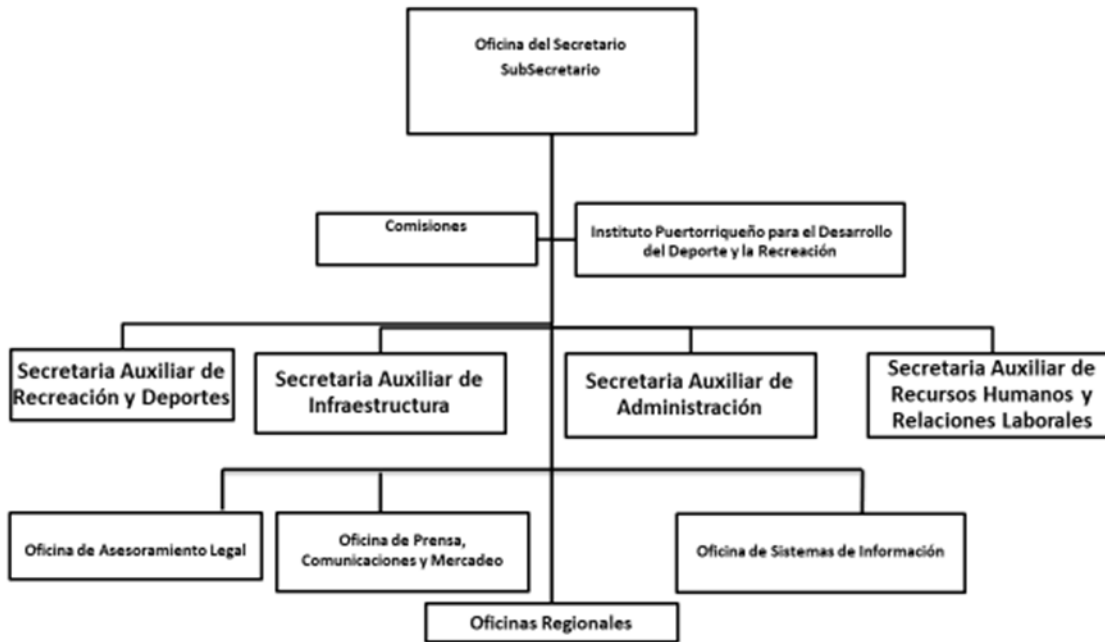 Oficina del Secretario
SubSecretario
Comisiones
Instituto Puertorriqueño para el Desarrollo
del Deporte y la Recreación
Secretaria Auxiliar de
Recreación y Deportes
Secretaria Auxiliar de
Infraestructura
Secretaria Auxiliar de
Administración
Secretaria Auxiliar de
Recursos Humanos y
Relaciones Laborales
Oficina de Asesoramiento Legal
Oficina de Prensa,
Comunicaciones y Mercadeo
Oficina de Sistemas de Información
Oficinas Regionales